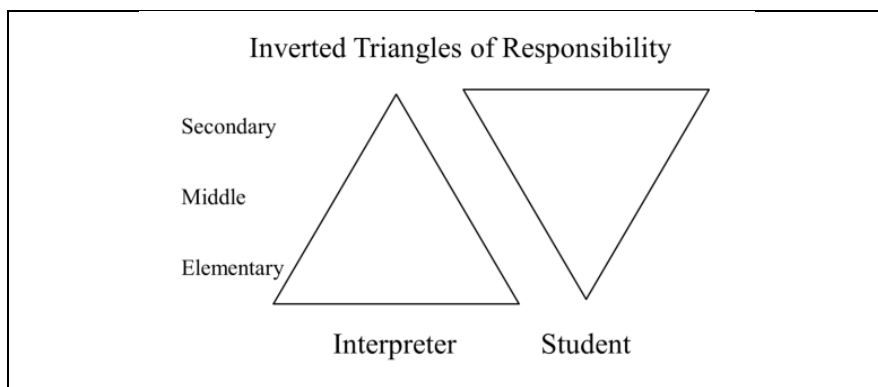 Inverted Triangles of Responsibility
Secondary
Middle
Elementary
Interpreter
Student